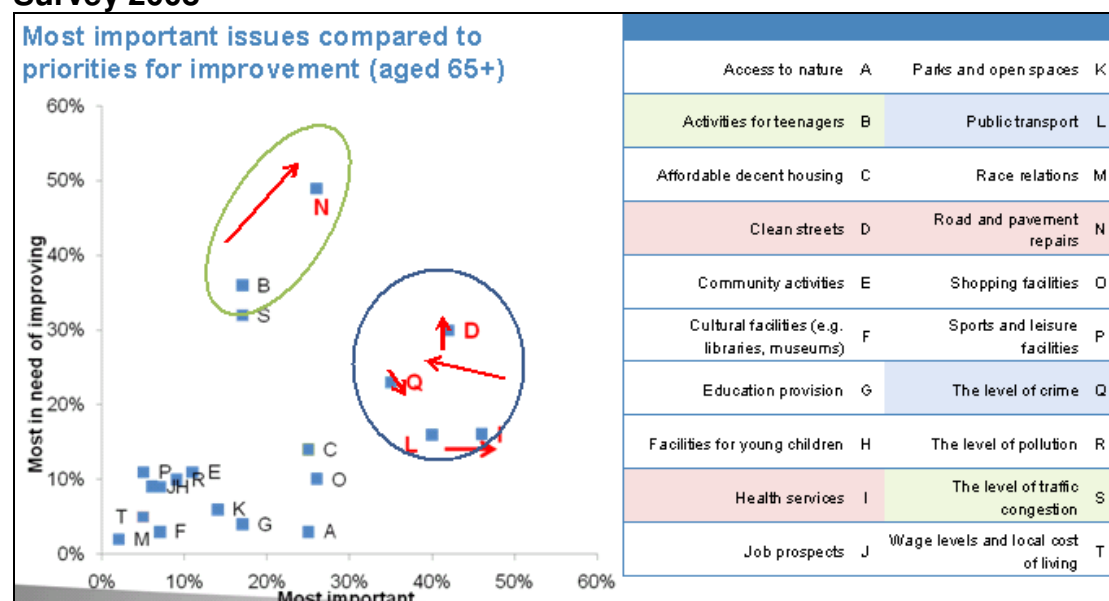 Survey 2008
Most important issues compared to
priorities for improvement (aged 65+)
60%
50%
40%
30%
20%
10%
0%
Most in need of improving
0% 10% 20% 30% 40% 50% 60%
Most important
N
B
S
D
Q
L I
C
O
P E
R
J H
K
T
G
A
M F
Access to nature A Parks and open spaces K
Activities for teenagers B Public transport L
Affordable decent housing C Race relations M
Clean streets D Road and pavement
repairs N
Community activities E Shopping facilities O
Cultural facilities (e.g.
libraries, museums) F Sports and leisure
facilities P
Education provision G The level of crime Q
Facilities for young children H The level of pollution R
Health services I The level of traffic
congestion S
Job prospects J Wage levels and local cost
of living T